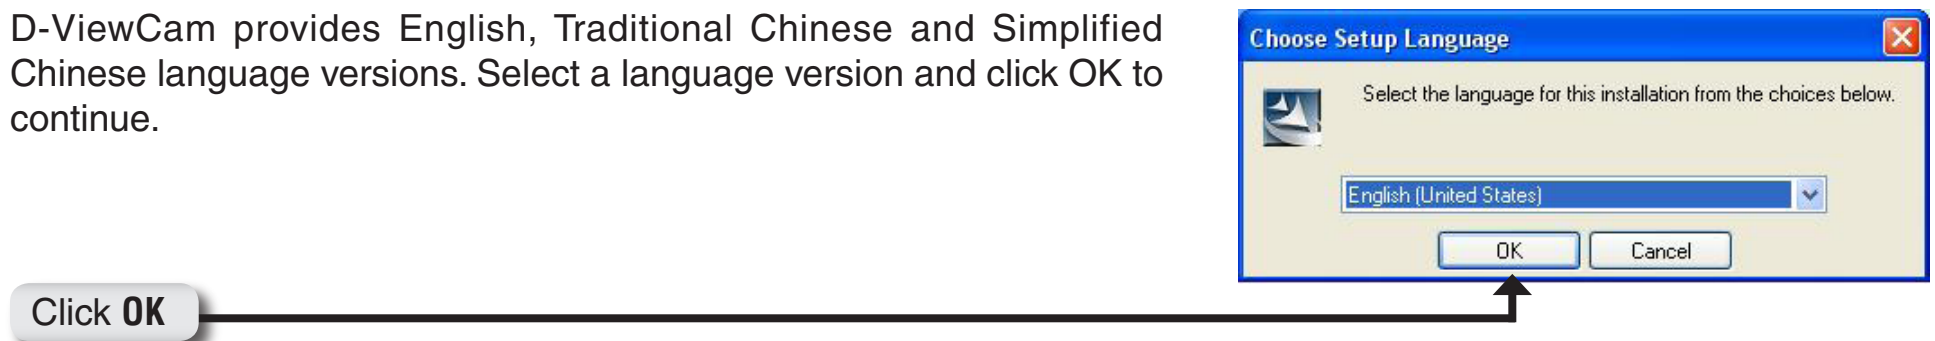 D-ViewCam provides English, Traditional Chinese and Simplified
Chinese language versions. Select a language version and click OK to
continue.
Choose Setup Language
Select the language for this installation from the choices below.
English (United States)
OK
Cancel
Click OK